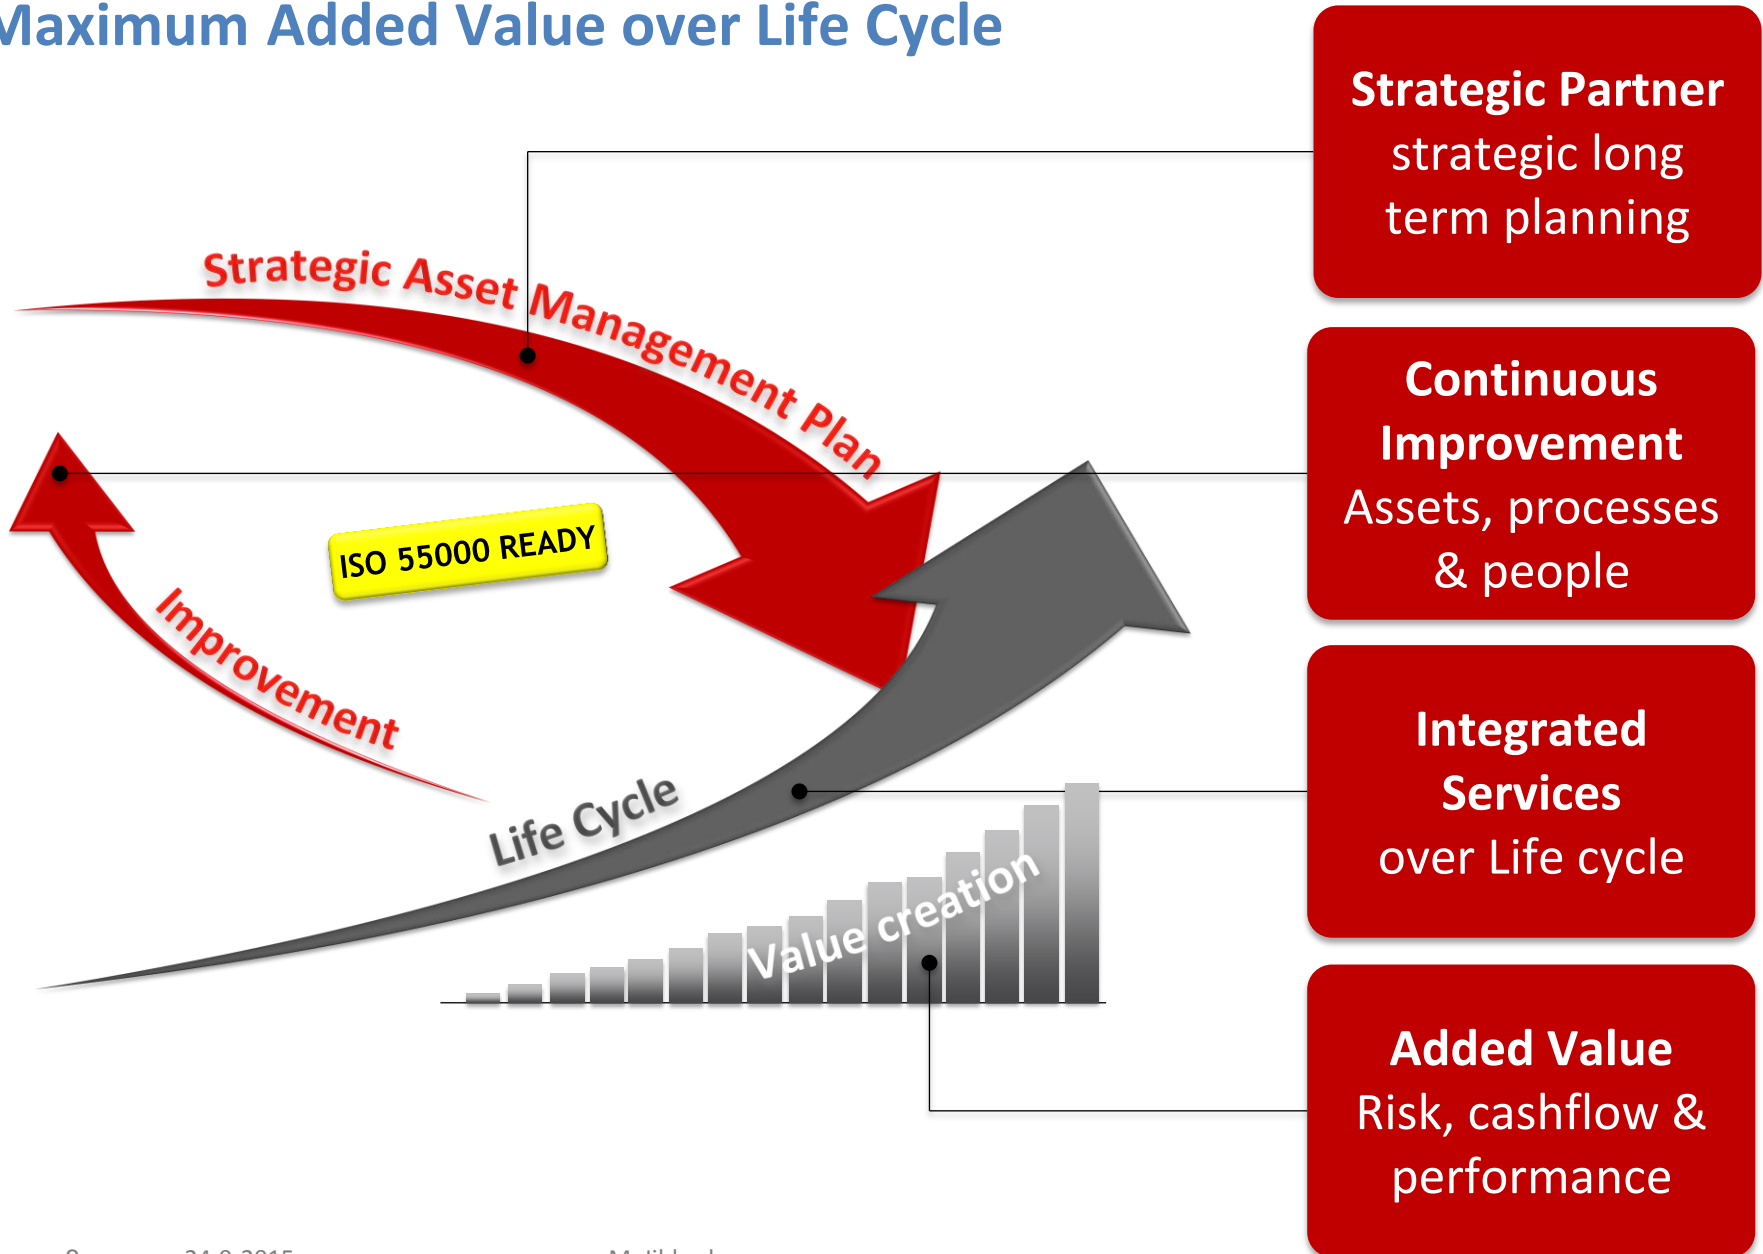 Maximum Added Value over Life Cycle
Strategic Partner
strategic long
term planning
Strategic Asset Management Plan
Continuous
Improvement
Assets, processes
& people
ISO 55000 READY
Improvement
Integrated
Services
over Life cycle
Life Cycle
Value creation
Added Value
Risk, cashflow &
performance